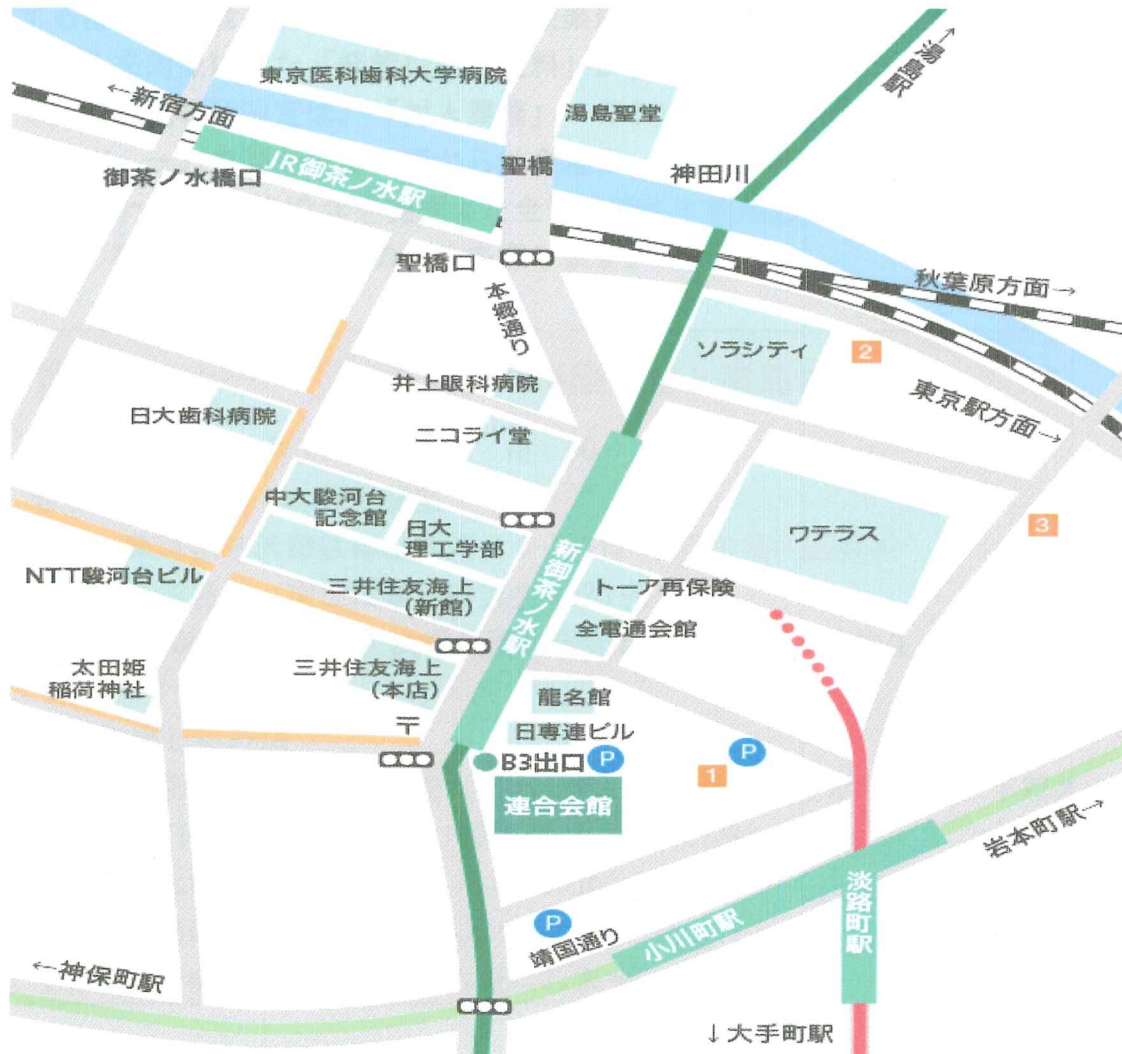 東京医科歯科大学病院
湯島聖堂
→湯島駅
←新宿方面
JR御茶ノ水駅
聖橋
神田川
御茶ノ水橋口
聖橋口
本郷通り
秋葉原方面→
ソラシティ
2
東京駅方面→
井上眼科病院
日大歯科病院
ニコライ堂
中大駿河台
記念館
日大
理工学部
ワテラス
3
新御茶ノ水駅
NTT駿河台ビル
三井住友海上
(新館)
トーア再保険
全電通会館
太田姫
稲荷神社
三井住友海上
(本店)
龍名館
〒
日専連ビル
B3出口
P
P
1
連合会館
岩本町駅→
淡路町駅
小川町駅
P
靖国通り
←神保町駅
↓大手町駅